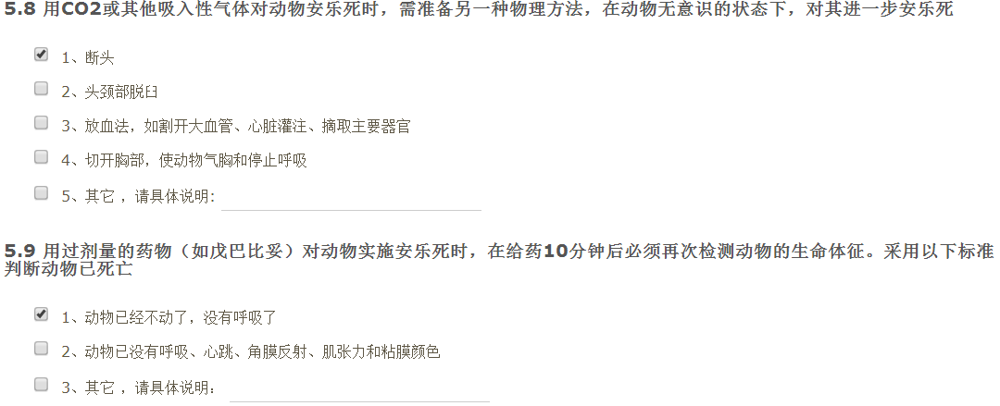 5.8 用CO2或其他吸入性气体对动物安乐死时，需准备另一种物理方法，在动物无意识的状态下，对其进一步安乐死
1、断头
2、头颈部脱臼
3、放血法，如割开大血管、心脏灌注、摘取主要器官
4、切开胸部，使动物气胸和停止呼吸
5、其它 ，请具体说明:
5.9 用过剂量的药物（如戊巴比妥）对动物实施安乐死时，在给药10分钟后必须再次检测动物的生命体征。采用以下标准
判断动物已死亡
1、动物已经不动了，没有呼吸了
2、动物已没有呼吸、心跳、角膜反射、肌张力和粘膜颜色
3、其它 ，请具体说明：